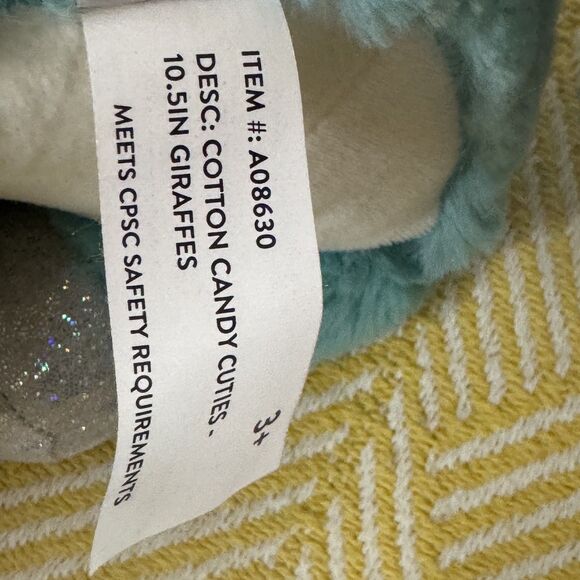 ITEM #: A08630
DESC: COTTON CANDY CUTIES -
10.5IN GIRAFFES
3+
MEETS CPSC SAFETY REQUIREMENTS